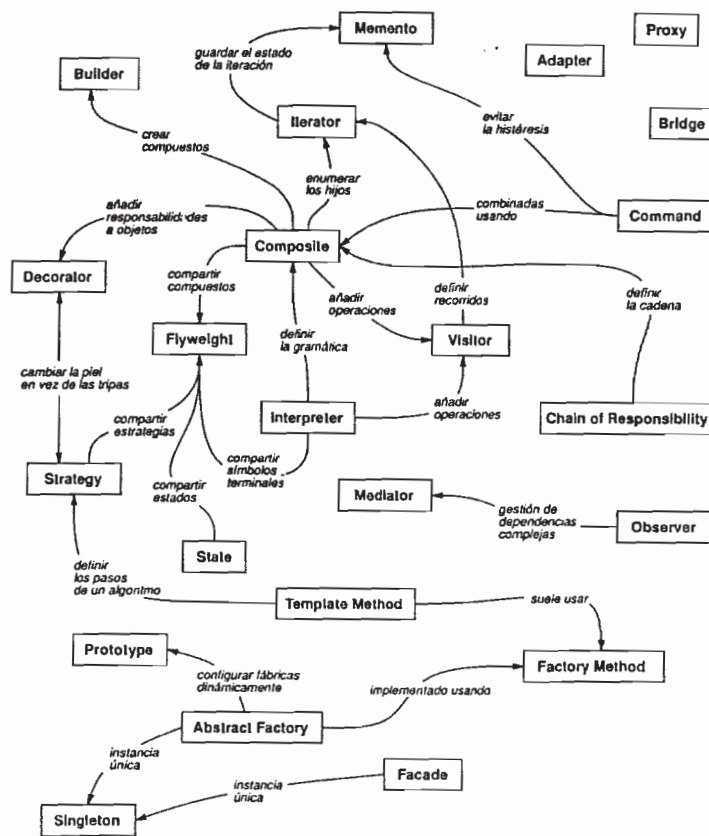 Memento
Proxy
guardar el estado
de la iteración
Adapter
Builder
Iterator
evitar
la histéresis
Bridge
crear
compuestos
enumerar
los hijos
añadir
responsabilidades
a objetos
combinadas
usando
Command
Composite
Decorator
compartir
compuestos
añadir
operaciones
definir
recorridos
definir
la cadena
Flyweight
definir
la gramática
Visitor
cambiar la piel
en vez de las tripas
compartir
estrategias
Interpreter
añadir
operaciones
Chain of Responsibility
compartir
símbolos
terminales
Strategy
compartir
estados
Mediator
gestión de
dependencias
complejas
Observer
State
definir
los pasos
de un algoritmo
Template Method
suele usar
Prototype
configurar fábricas
dinámicamente
implementado usando
Factory Method
Abstract Factory
instancia
única
Facade
instancia
única
Singleton